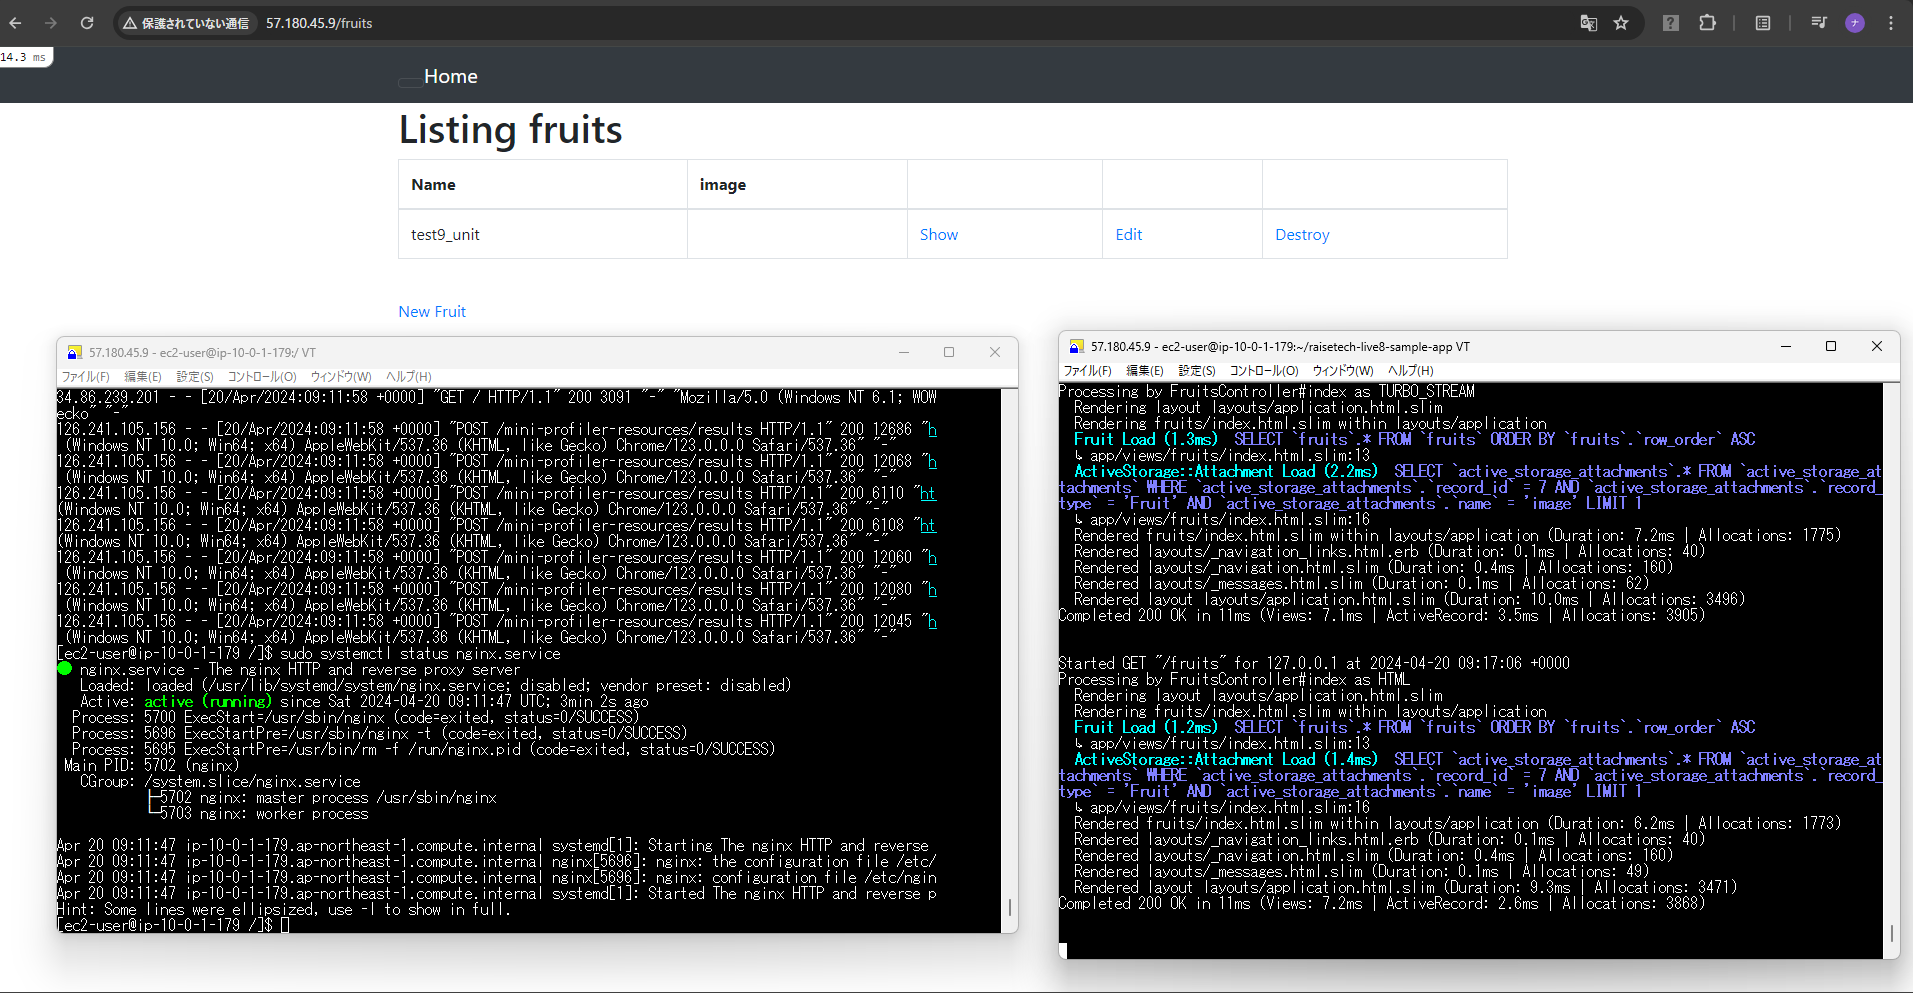 保護されていない通信 57.180.45.9/fruits
14.3 ms
Home
Listing fruits
Name image
test9_unit Show Edit Destroy
New Fruit
57.180.45.9 - ec2-user@ip-10-0-1-179:/ VT
ファイル(F) 編集(E) 設定(S) コントロール(O) ウィンドウ(W) ヘルプ(H)
34.86.239.201 - - [20/Apr/2024:09:11:58 +0000] "GET / HTTP/1.1" 200 3091 "-" "Mozilla/5.0 (Windows NT 6.1; WOW
ecko" "-"
126.241.105.156 - - [20/Apr/2024:09:11:58 +0000] "POST /mini-profiler-resources/results HTTP/1.1" 200 12686 "h
(Windows NT 10.0; Win64; x64) AppleWebKit/537.36 (KHTML, like Gecko) Chrome/123.0.0.0 Safari/537.36" "-"
126.241.105.156 - - [20/Apr/2024:09:11:58 +0000] "POST /mini-profiler-resources/results HTTP/1.1" 200 12068 "h
(Windows NT 10.0; Win64; x64) AppleWebKit/537.36 (KHTML, like Gecko) Chrome/123.0.0.0 Safari/537.36" "-"
126.241.105.156 - - [20/Apr/2024:09:11:58 +0000] "POST /mini-profiler-resources/results HTTP/1.1" 200 6110 "ht
(Windows NT 10.0; Win64; x64) AppleWebKit/537.36 (KHTML, like Gecko) Chrome/123.0.0.0 Safari/537.36" "-"
126.241.105.156 - - [20/Apr/2024:09:11:58 +0000] "POST /mini-profiler-resources/results HTTP/1.1" 200 6108 "ht
(Windows NT 10.0; Win64; x64) AppleWebKit/537.36 (KHTML, like Gecko) Chrome/123.0.0.0 Safari/537.36" "-"
126.241.105.156 - - [20/Apr/2024:09:11:58 +0000] "POST /mini-profiler-resources/results HTTP/1.1" 200 12060 "h
(Windows NT 10.0; Win64; x64) AppleWebKit/537.36 (KHTML, like Gecko) Chrome/123.0.0.0 Safari/537.36" "-"
126.241.105.156 - - [20/Apr/2024:09:11:58 +0000] "POST /mini-profiler-resources/results HTTP/1.1" 200 12080 "h
(Windows NT 10.0; Win64; x64) AppleWebKit/537.36 (KHTML, like Gecko) Chrome/123.0.0.0 Safari/537.36" "-"
126.241.105.156 - - [20/Apr/2024:09:11:58 +0000] "POST /mini-profiler-resources/results HTTP/1.1" 200 12045 "h
(Windows NT 10.0; Win64; x64) AppleWebKit/537.36 (KHTML, like Gecko) Chrome/123.0.0.0 Safari/537.36" "-"
[ec2-user@ip-10-0-1-179 /]$ sudo systemctl status nginx.service
● nginx.service - The nginx HTTP and reverse proxy server
Loaded: loaded (/usr/lib/systemd/system/nginx.service; disabled; vendor preset: disabled)
Active: active (running) since Sat 2024-04-20 09:11:47 UTC; 3min 2s ago
Process: 5700 ExecStart=/usr/sbin/nginx (code=exited, status=0/SUCCESS)
Process: 5696 ExecStartPre=/usr/sbin/nginx -t (code=exited, status=0/SUCCESS)
Process: 5695 ExecStartPre=/usr/bin/rm -f /run/nginx.pid (code=exited, status=0/SUCCESS)
Main PID: 5702 (nginx)
CGroup: /system.slice/nginx.service
├─5702 nginx: master process /usr/sbin/nginx
└─5703 nginx: worker process
Apr 20 09:11:47 ip-10-0-1-179.ap-northeast-1.compute.internal systemd[1]: Starting The nginx HTTP and reverse
Apr 20 09:11:47 ip-10-0-1-179.ap-northeast-1.compute.internal nginx[5696]: nginx: the configuration file /etc/
Apr 20 09:11:47 ip-10-0-1-179.ap-northeast-1.compute.internal nginx[5696]: nginx: configuration file /etc/ngin
Apr 20 09:11:47 ip-10-0-1-179.ap-northeast-1.compute.internal systemd[1]: Started The nginx HTTP and reverse p
Hint: Some lines were ellipsized, use -l to show in full.
[ec2-user@ip-10-0-1-179 /]$
57.180.45.9 - ec2-user@ip-10-0-1-179:~/raisetech-live8-sample-app VT
ファイル(F) 編集(E) 設定(S) コントロール(O) ウィンドウ(W) ヘルプ(H)
Processing by FruitsController#index as TURBO_STREAM
Rendering layout layouts/application.html.slim
Rendering fruits/index.html.slim within layouts/application
Fruit Load (1.3ms) SELECT `fruits`.* FROM `fruits` ORDER BY `fruits`.`row_order` ASC
↳ app/views/fruits/index.html.slim:13
ActiveStorage::Attachment Load (2.2ms) SELECT `active_storage_attachments`.* FROM `active_storage_at
tachments` WHERE `active_storage_attachments`.`record_id` = 7 AND `active_storage_attachments`.`record_
type` = 'Fruit' AND `active_storage_attachments`.`name` = 'image' LIMIT 1
↳ app/views/fruits/index.html.slim:16
Rendered fruits/index.html.slim within layouts/application (Duration: 7.2ms | Allocations: 1775)
Rendered layouts/_navigation_links.html.erb (Duration: 0.1ms | Allocations: 40)
Rendered layouts/_navigation.html.slim (Duration: 0.4ms | Allocations: 160)
Rendered layouts/_messages.html.slim (Duration: 0.1ms | Allocations: 62)
Rendered layout layouts/application.html.slim (Duration: 10.0ms | Allocations: 3496)
Completed 200 OK in 11ms (Views: 7.1ms | ActiveRecord: 3.5ms | Allocations: 3905)
Started GET "/fruits" for 127.0.0.1 at 2024-04-20 09:17:06 +0000
Processing by FruitsController#index as HTML
Rendering layout layouts/application.html.slim
Rendering fruits/index.html.slim within layouts/application
Fruit Load (1.2ms) SELECT `fruits`.* FROM `fruits` ORDER BY `fruits`.`row_order` ASC
↳ app/views/fruits/index.html.slim:13
ActiveStorage::Attachment Load (1.4ms) SELECT `active_storage_attachments`.* FROM `active_storage_at
tachments` WHERE `active_storage_attachments`.`record_id` = 7 AND `active_storage_attachments`.`record_
type` = 'Fruit' AND `active_storage_attachments`.`name` = 'image' LIMIT 1
↳ app/views/fruits/index.html.slim:16
Rendered fruits/index.html.slim within layouts/application (Duration: 6.2ms | Allocations: 1773)
Rendered layouts/_navigation_links.html.erb (Duration: 0.1ms | Allocations: 40)
Rendered layouts/_navigation.html.slim (Duration: 0.4ms | Allocations: 160)
Rendered layouts/_messages.html.slim (Duration: 0.1ms | Allocations: 49)
Rendered layout layouts/application.html.slim (Duration: 9.3ms | Allocations: 3471)
Completed 200 OK in 11ms (Views: 7.2ms | ActiveRecord: 2.6ms | Allocations: 3868)